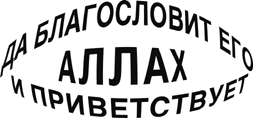 ДА БЛАГОСЛОВИТ ЕГО
АЛЛАХ
И ПРИВЕТСТВУЕТ